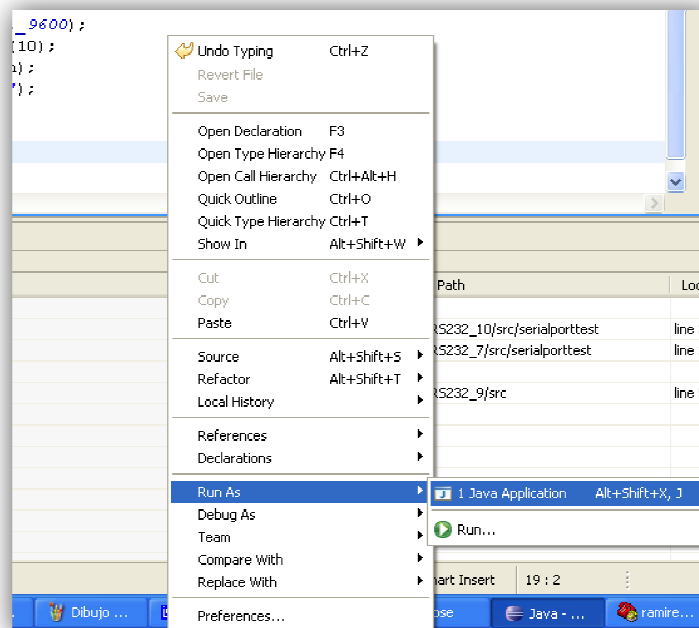 _9600);
(10);
);
");
Undo Typing Ctrl+Z
Revert File
Save
Open Declaration F3
Open Type Hierarchy F4
Open Call Hierarchy Ctrl+Alt+H
Quick Outline Ctrl+O
Quick Type Hierarchy Ctrl+T
Show In Alt+Shift+W
Cut Ctrl+X
Copy Ctrl+C
Paste Ctrl+V
Source Alt+Shift+S
Refactor Alt+Shift+T
Local History
References
Declarations
Run As
Debug As
Team
Compare With
Replace With
Preferences...
Path Loc
RS232_10/src/serialporttest line
RS232_7/src/serialporttest line
RS232_9/src line
1 Java Application Alt+Shift+X, J
Run...
art Insert 19 : 2
Dibujo ... ose Java - ... ramire...